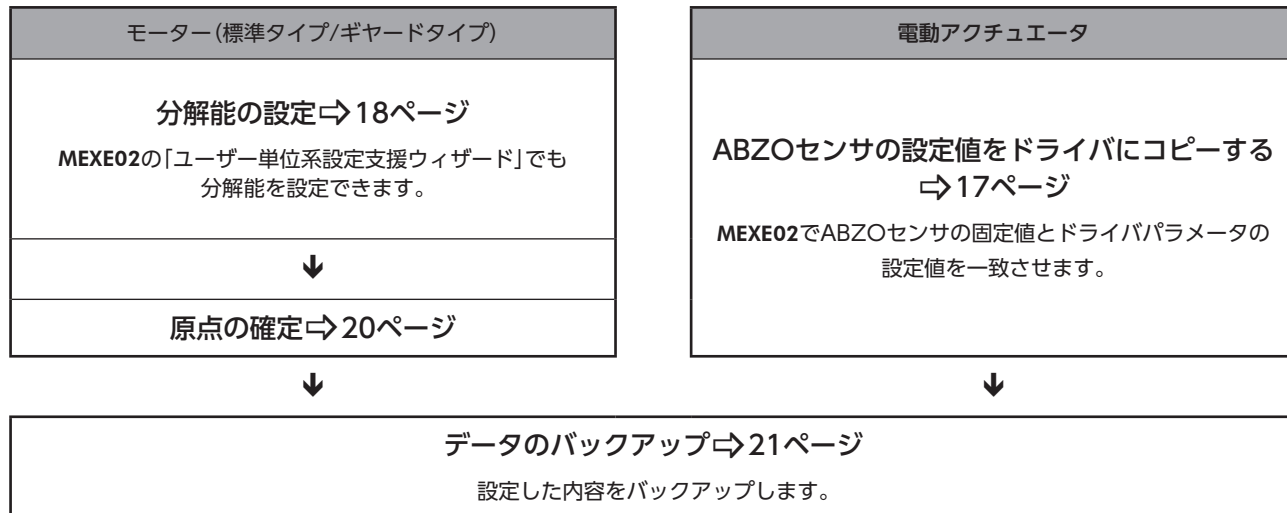 モーター(標準タイプ/ギヤードタイプ)
分解能の設定⇨18ページ
MEXE02の「ユーザー単位系設定支援ウィザード」でも
分解能を設定できます。
↓
原点の確定⇨20ページ
↓
電動アクチュエータ
ABZOセンサの設定値をドライバにコピーする
⇨17ページ
MEXE02でABZOセンサの固定値とドライバパラメータの
設定値を一致させます。
↓
データのバックアップ⇨21ページ
設定した内容をバックアップします。